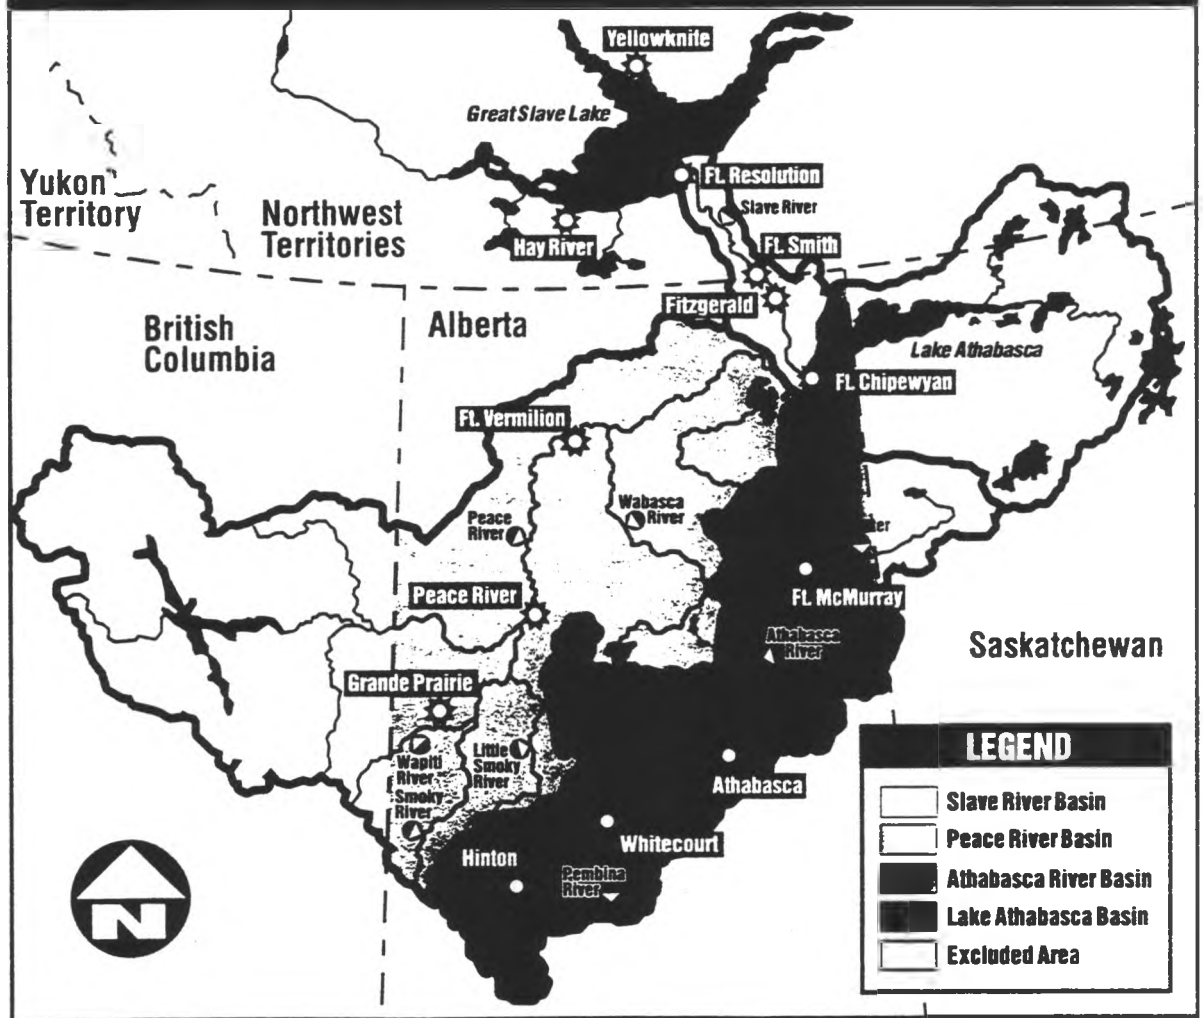 Yellowknife
Great Slave Lake
Yukon
Territory
Northwest
Territories
Ft. Resolution
Slave River
Hay River
Ft. Smith
Fitzgerald
British
Columbia
Alberta
Lake Athabasca
Ft. Chipewyan
Ft. Vermilion
Peace
River
Wabasca
River
Peace River
Ft. McMurray
Athabasca
River
Saskatchewan
Grande Prairie
Wapiti
River
Little
Smoky
River
Smoky
River
Athabasca
Whitecourt
Hinton
Pembina
River
N
LEGEND
Slave River Basin
Peace River Basin
Athabasca River Basin
Lake Athabasca Basin
Excluded Area